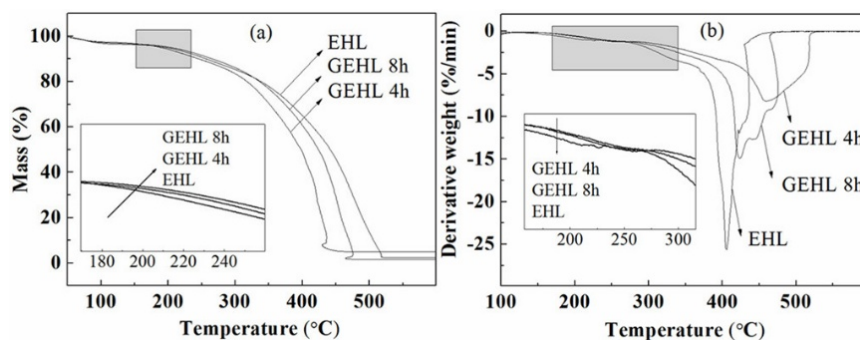 (a)
EHL
GEHL 8h
GEHL 4h
GEHL 8h
GEHL 4h
EHL
180 200 220 240
100
80
60
40
20
0
Mass (%)
100 200 300 400 500
Temperature (°C)
(b)
GEHL 4h
GEHL 8h
EHL
GEHL 4h
GEHL 8h
EHL
200 250 300
0
-5
-10
-15
-20
-25
Derivative weight (%/min)
100 200 300 400 500
Temperature (°C)